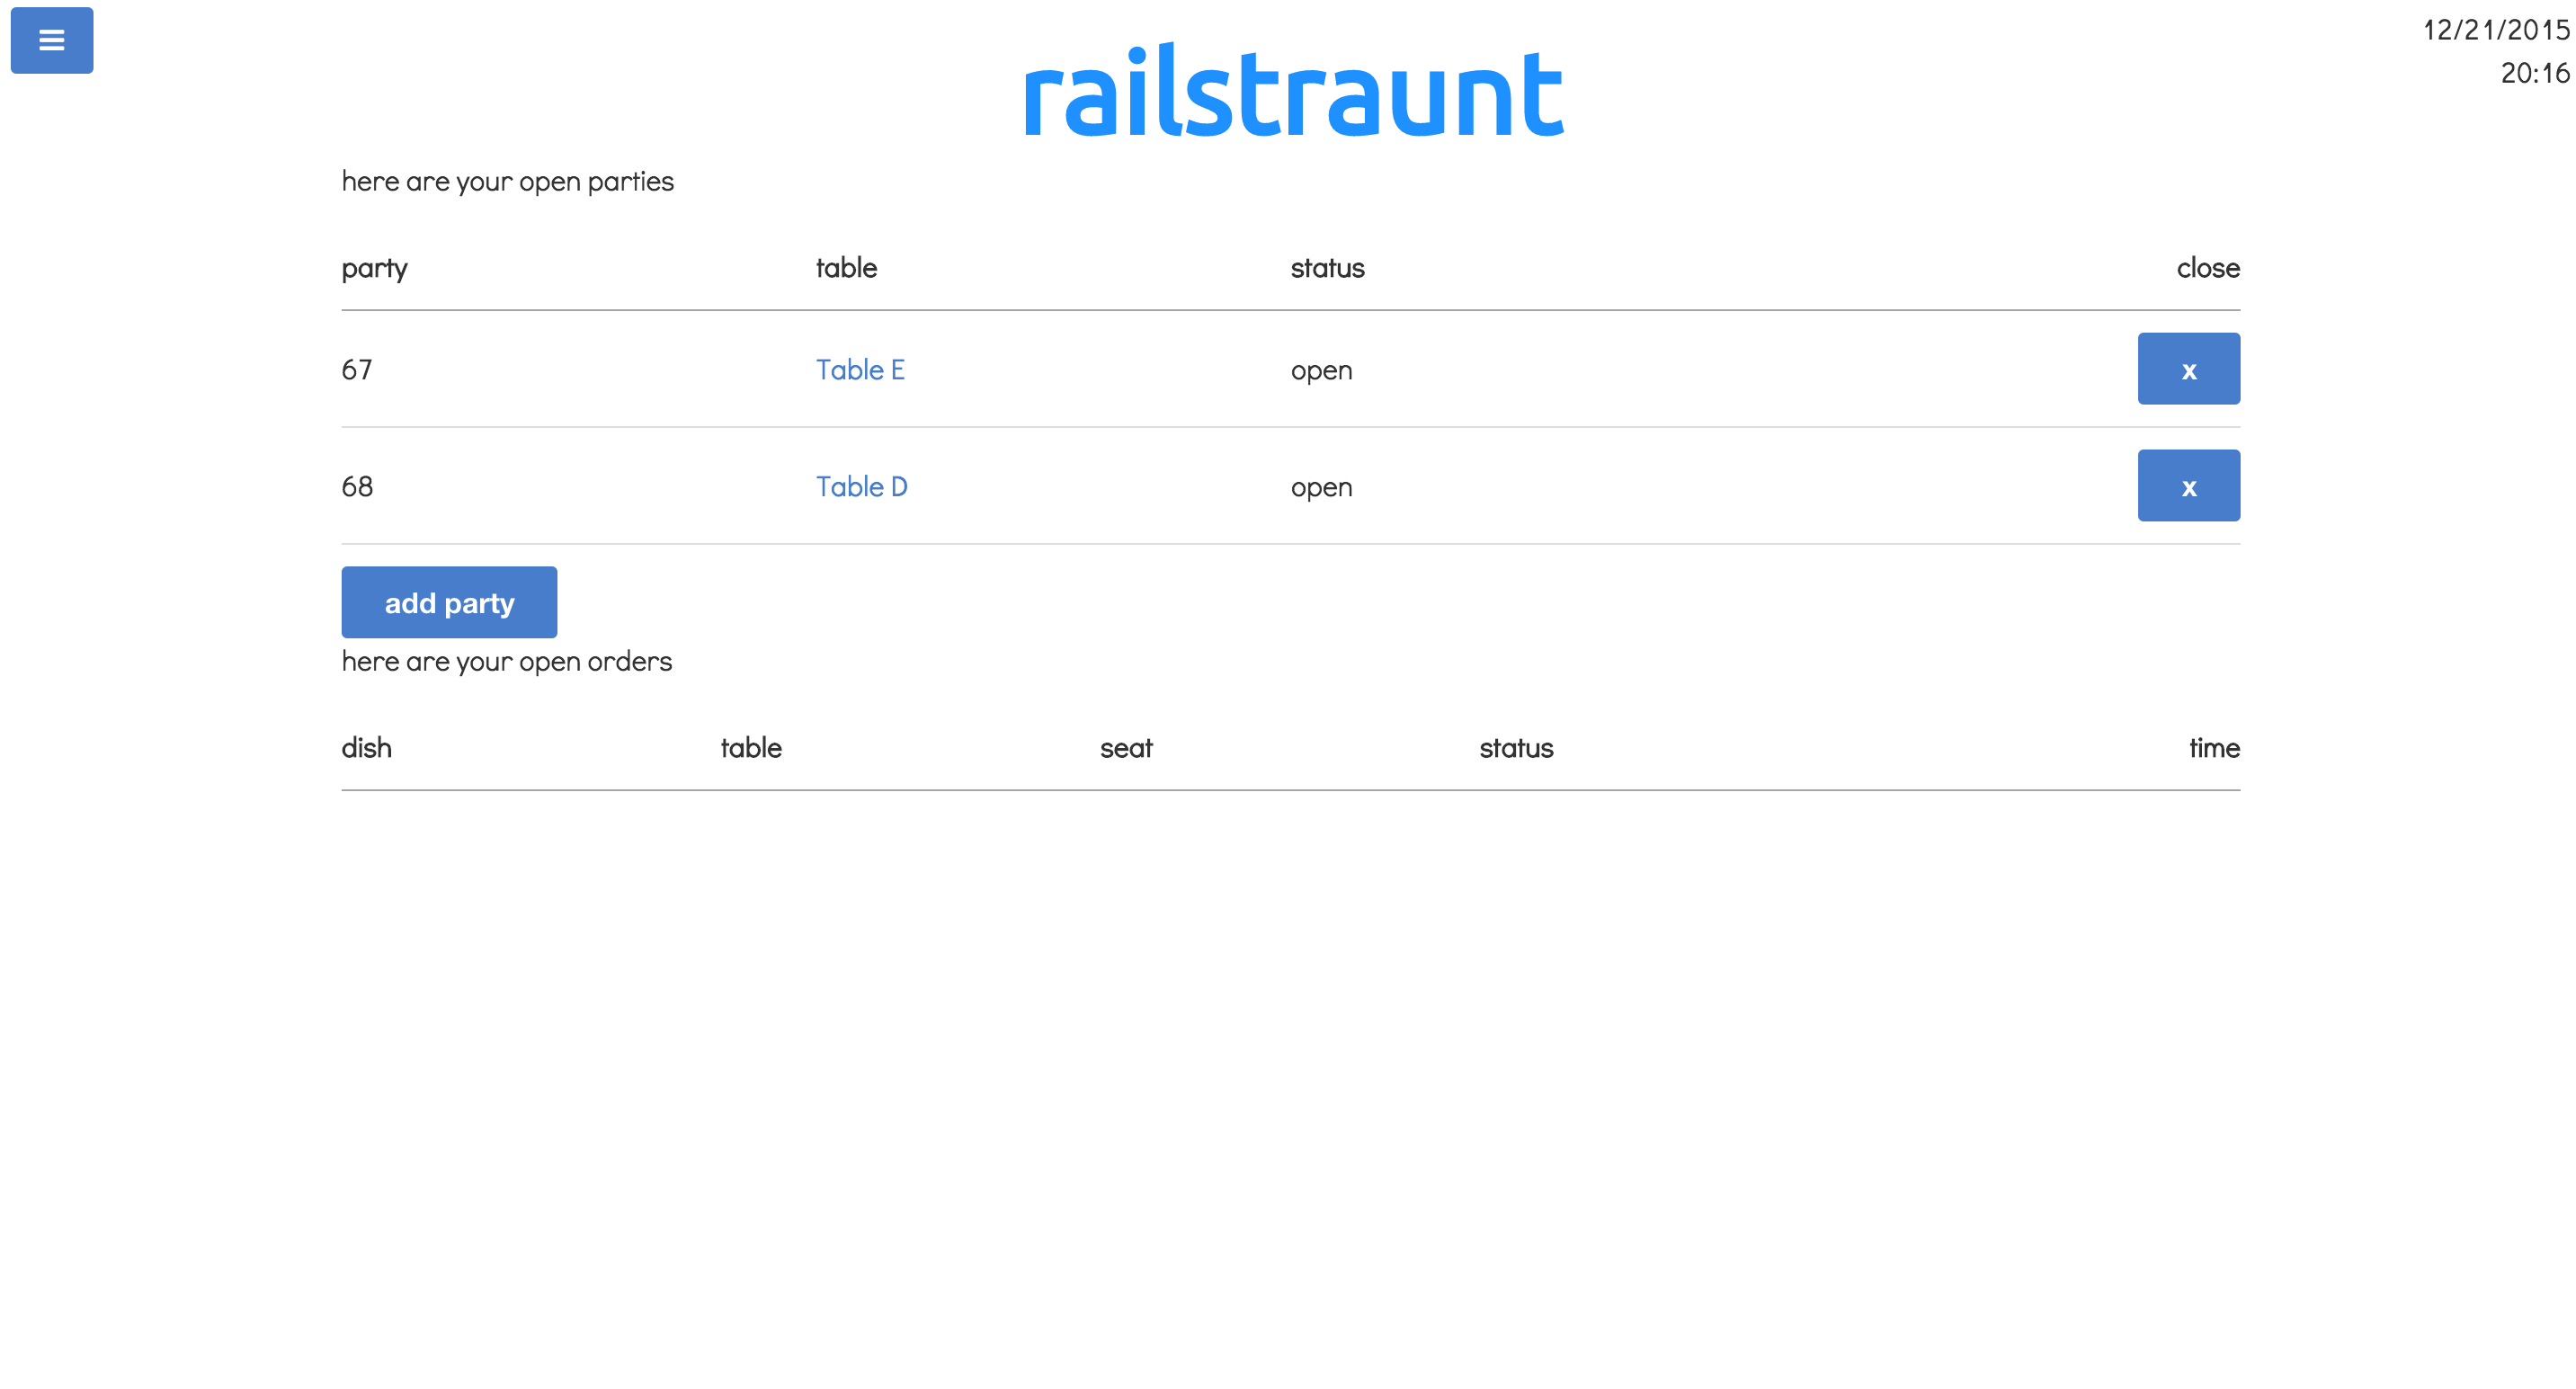 12/21/2015
20:16
railstraunt
here are your open parties
party table status close
67 Table E open x
68 Table D open x
add party
here are your open orders
dish table seat status time